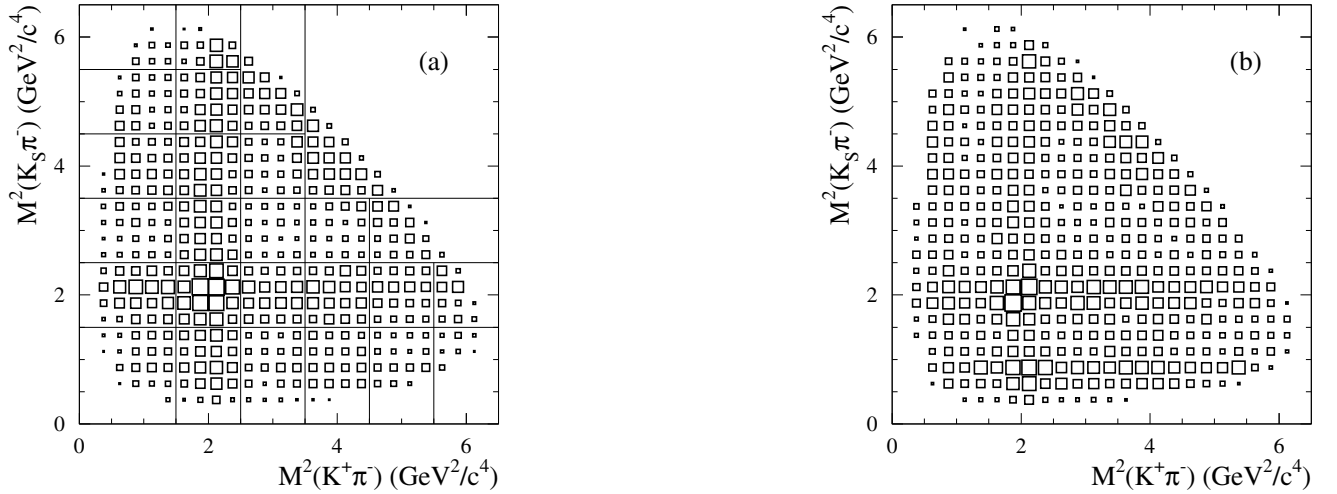 (a)
M²(K_Sπ⁻) (GeV²/c⁴)
6
4
2
0
0 2 4 6
M²(K⁺π⁻) (GeV²/c⁴)
(b)
M²(K_Sπ⁻) (GeV²/c⁴)
6
4
2
0
0 2 4 6
M²(K⁺π⁻) (GeV²/c⁴)